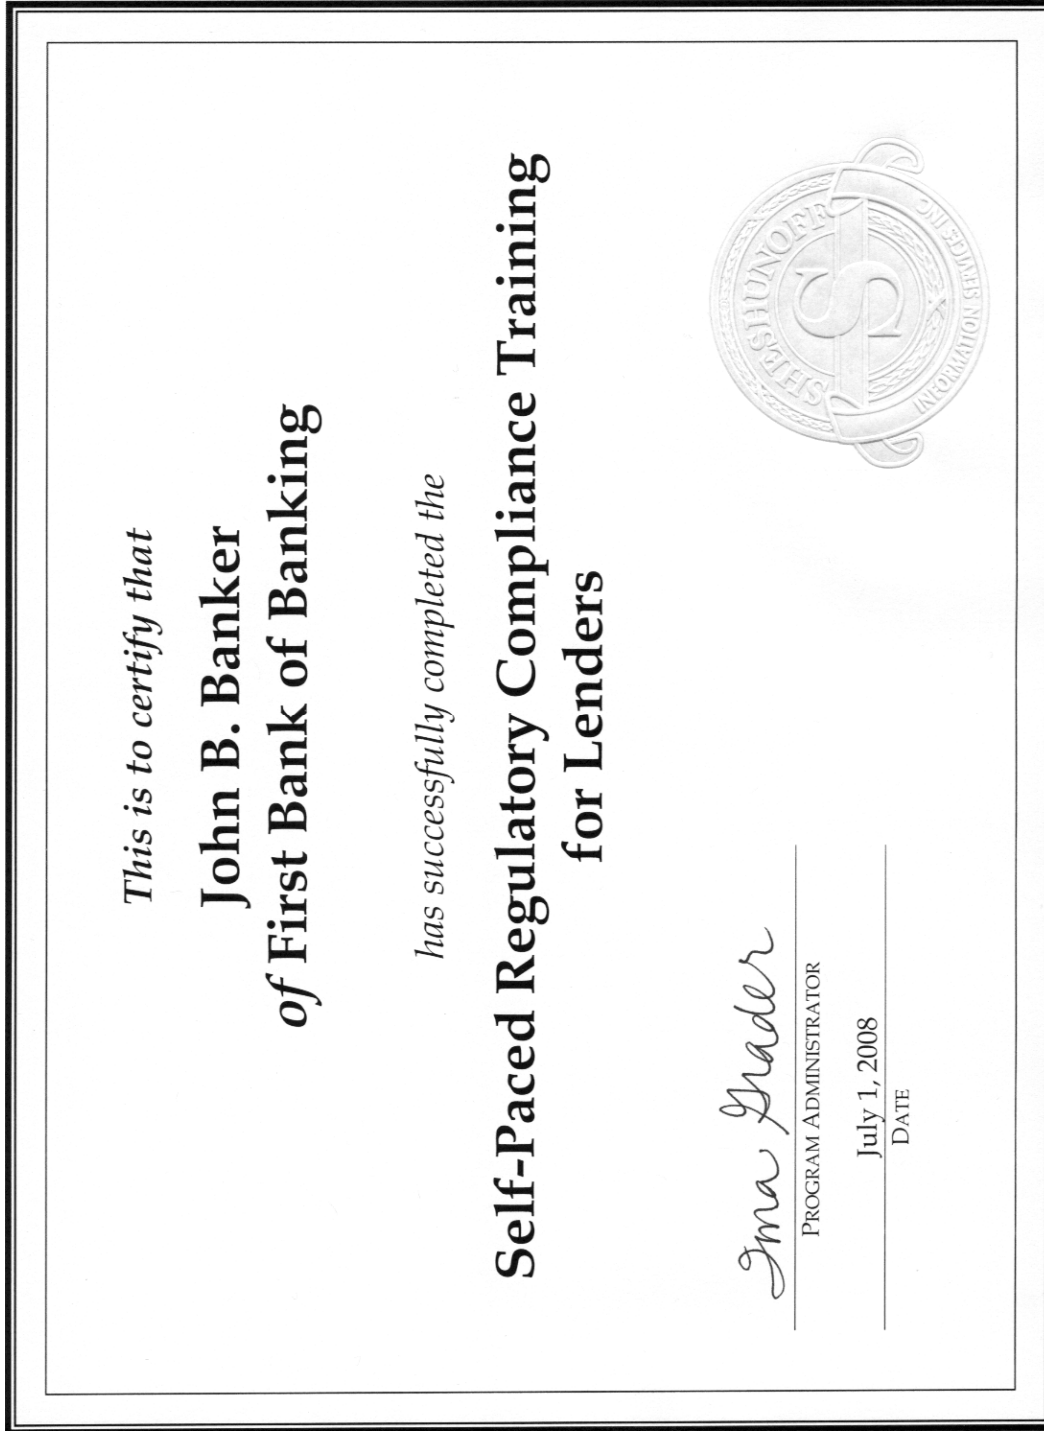 This is to certify that
John B. Banker
of First Bank of Banking
has successfully completed the
Self-Paced Regulatory Compliance Training
for Lenders
Ima Grader
PROGRAM ADMINISTRATOR
July 1, 2008
DATE
SHESHUNOFF
S
INFORMATION SERVICES INC